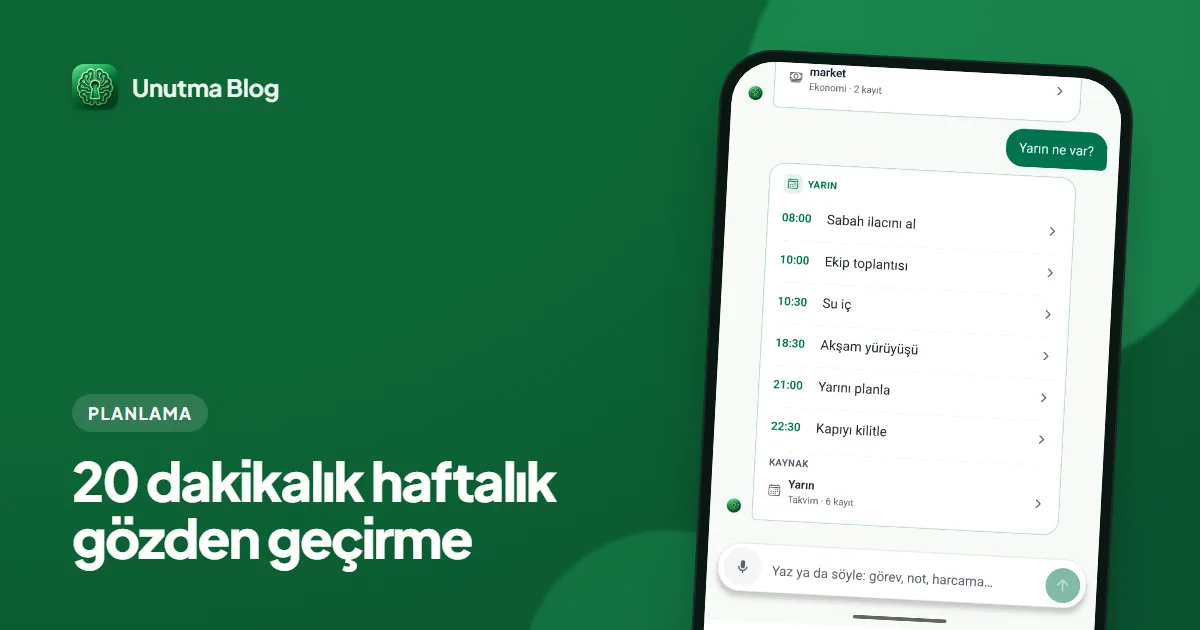 Unutma Blog
PLANLAMA
20 dakikalık haftalık
gözden geçirme
market
Ekonomi · 2 kayıt
Yarın ne var?
YARIN
08:00 Sabah ilacını al
10:00 Ekip toplantısı
10:30 Su iç
18:30 Akşam yürüyüşü
21:00 Yarını planla
22:30 Kapıyı kilitle
KAYNAK
Yarın
Takvim · 6 kayıt
Yaz ya da söyle: görev, not, harcama...